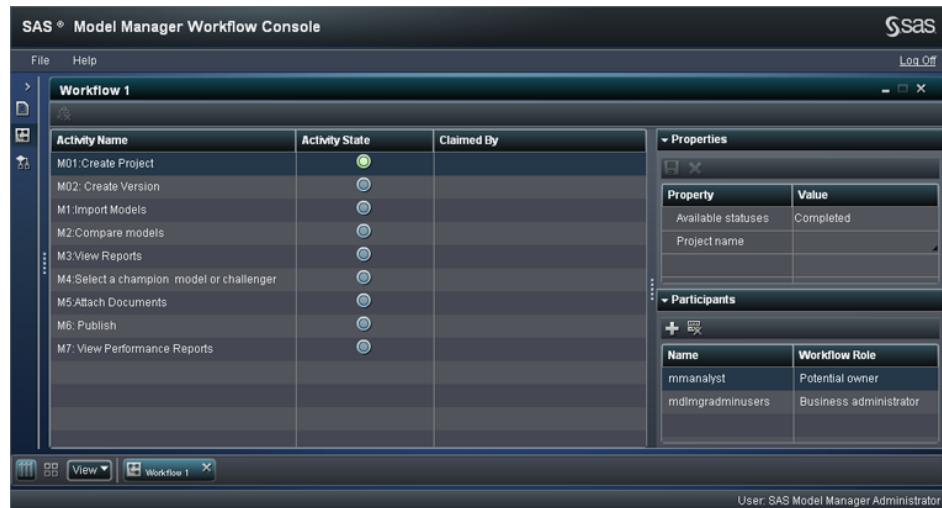 SAS ® Model Manager Workflow Console
sas
File Help
Log Off
Workflow 1
Activity Name Activity State Claimed By
M01:Create Project
M02: Create Version
M1:Import Models
M2:Compare models
M3:View Reports
M4:Select a champion model or challenger
M5:Attach Documents
M6: Publish
M7: View Performance Reports
Properties
Property Value
Available statuses Completed
Project name
Participants
Name Workflow Role
mmanalyst Potential owner
mdlmgradminusers Business administrator
View Workflow 1
User: SAS Model Manager Administrator